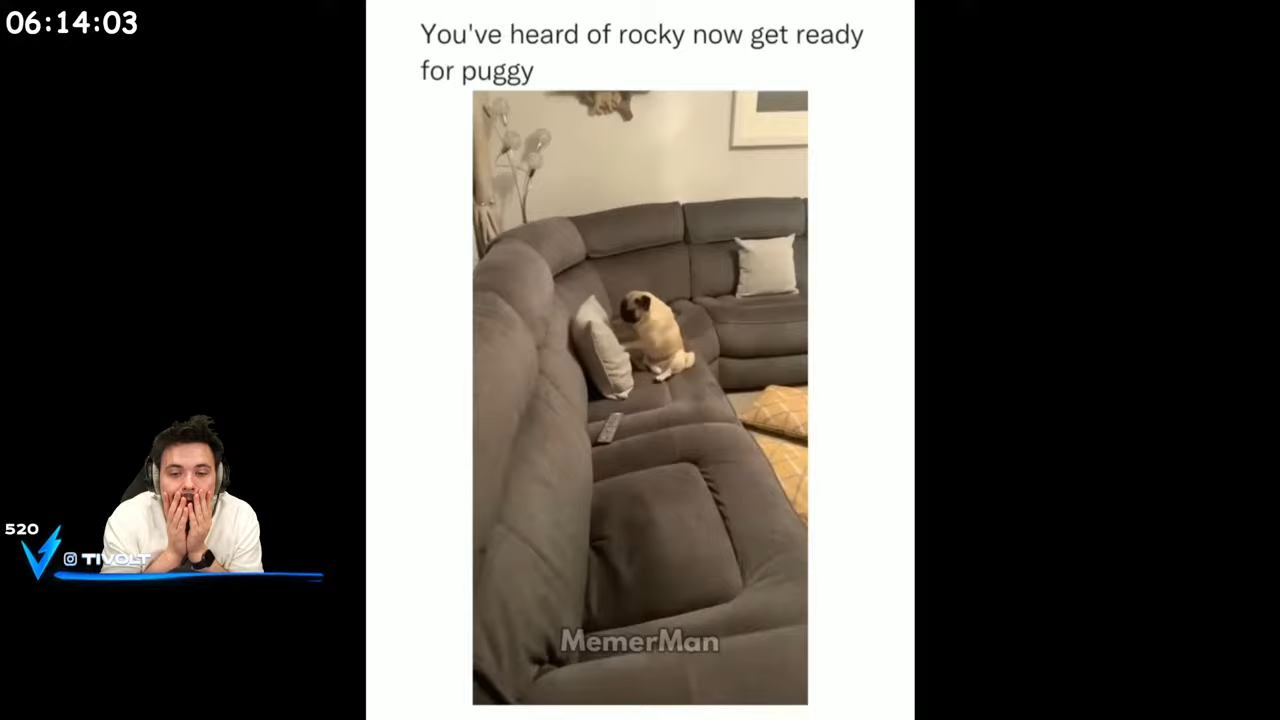 06:14:03
You've heard of rocky now get ready
for puggy
520
TIVOLT
MemerMan